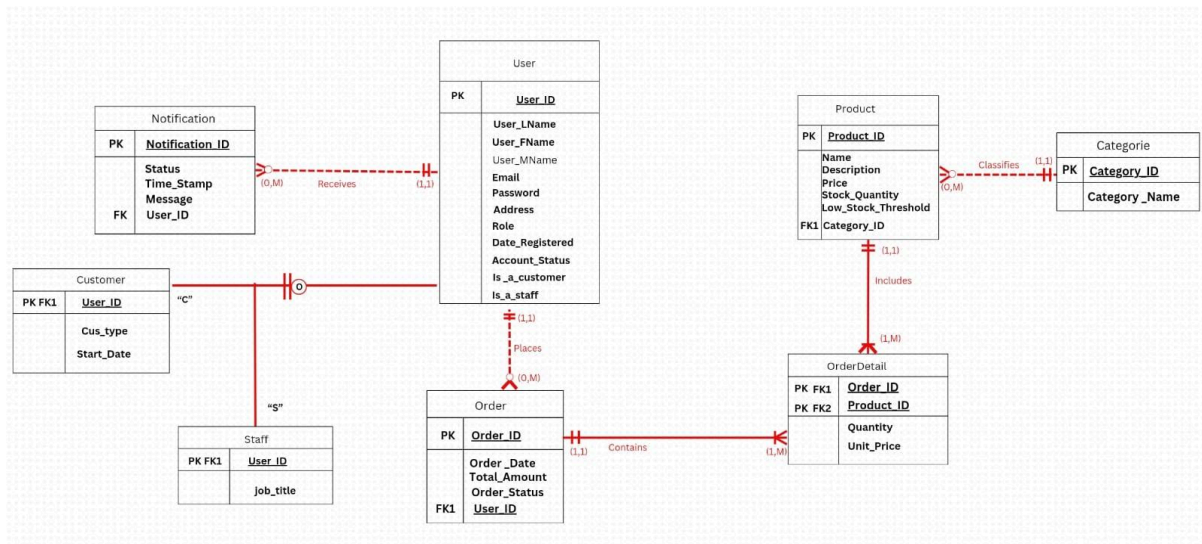 User
PK User_ID
User_LName
User_FName
User_MName
Email
Password
Address
Role
Date_Registered
Account_Status
Is _a_customer
Is_a_staff
Notification
PK Notification_ID
Status
Time_Stamp
Message
FK User_ID
(0,M)
Receives
(1,1)
Product
PK Product_ID
Name
Description
Price
Stock_Quantity
Low_Stock_Threshold
FK1 Category_ID
(0,M)
Classifies
(1,1)
Categorie
PK Category_ID
Category _Name
Customer
PK FK1 User_ID
Cus_type
Start_Date
"C"
O
"S"
Staff
PK FK1 User_ID
job_title
(1,1)
Places
(0,M)
Order
PK Order_ID
Order _Date
Total_Amount
Order_Status
FK1 User_ID
(1,1)
Contains
(1,M)
(1,1)
Includes
(1,M)
OrderDetail
PK FK1 Order_ID
PK FK2 Product_ID
Quantity
Unit_Price